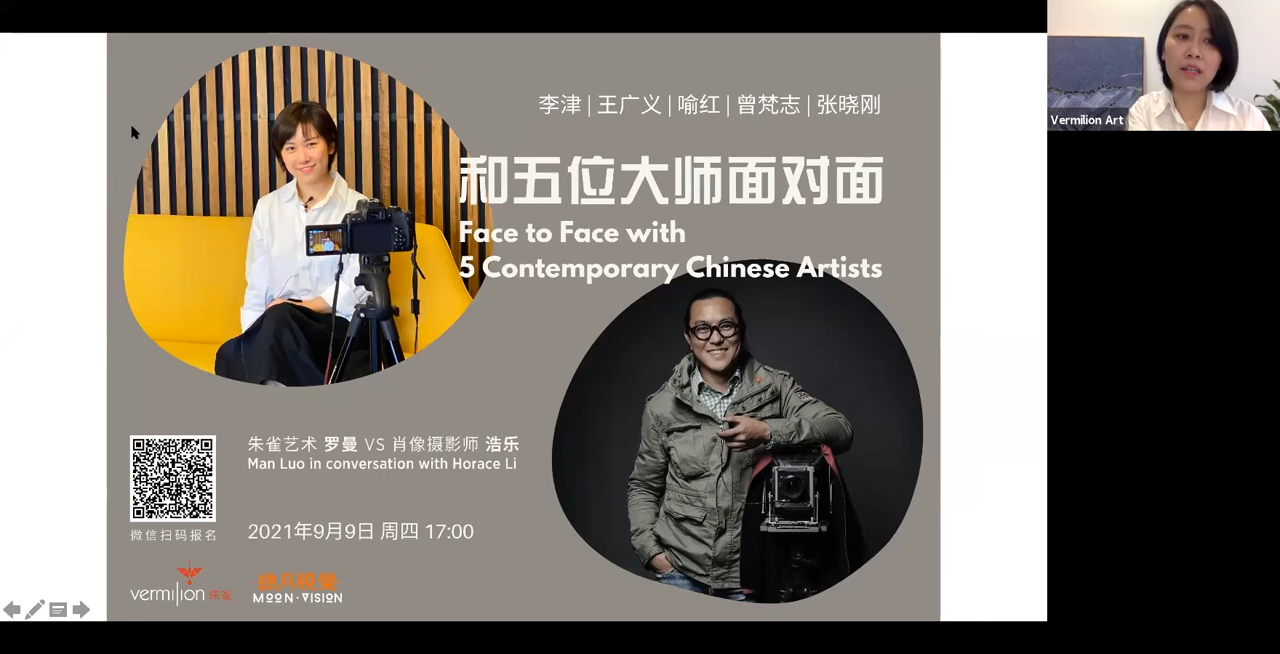 李津 | 王广义 | 喻红 | 曾梵志 | 张晓刚
和五位大师面对面
Face to Face with
5 Contemporary Chinese Artists
朱雀艺术 罗曼 VS 肖像摄影师 浩乐
Man Luo in conversation with Horace Li
微信扫码报名
2021年9月9日 周四 17:00
vermilion 朱雀
MOON·VISION
Vermilion Art